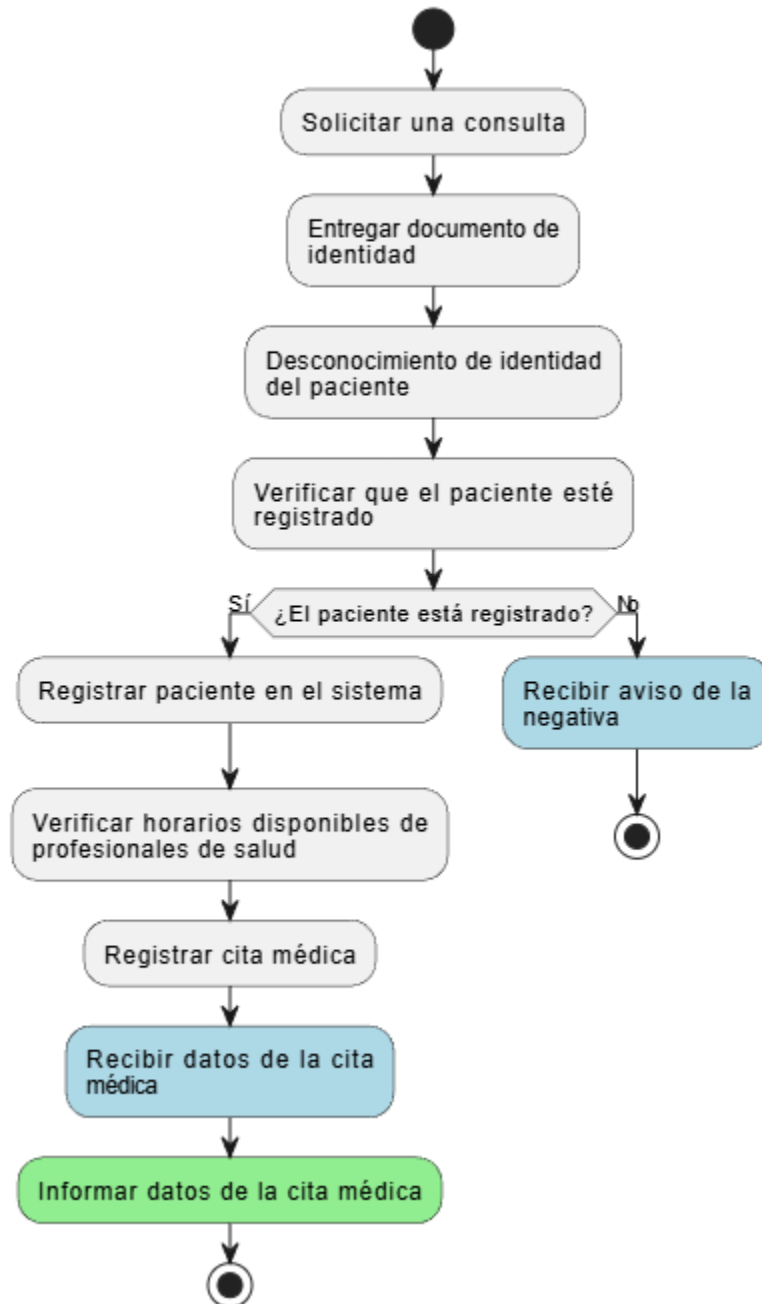 Solicitar una consulta
Entregar documento de
identidad
Desconocimiento de identidad
del paciente
Verificar que el paciente esté
registrado
Sí
¿El paciente está registrado?
No
Registrar paciente en el sistema
Recibir aviso de la
negativa
Verificar horarios disponibles de
profesionales de salud
Registrar cita médica
Recibir datos de la cita
médica
Informar datos de la cita médica